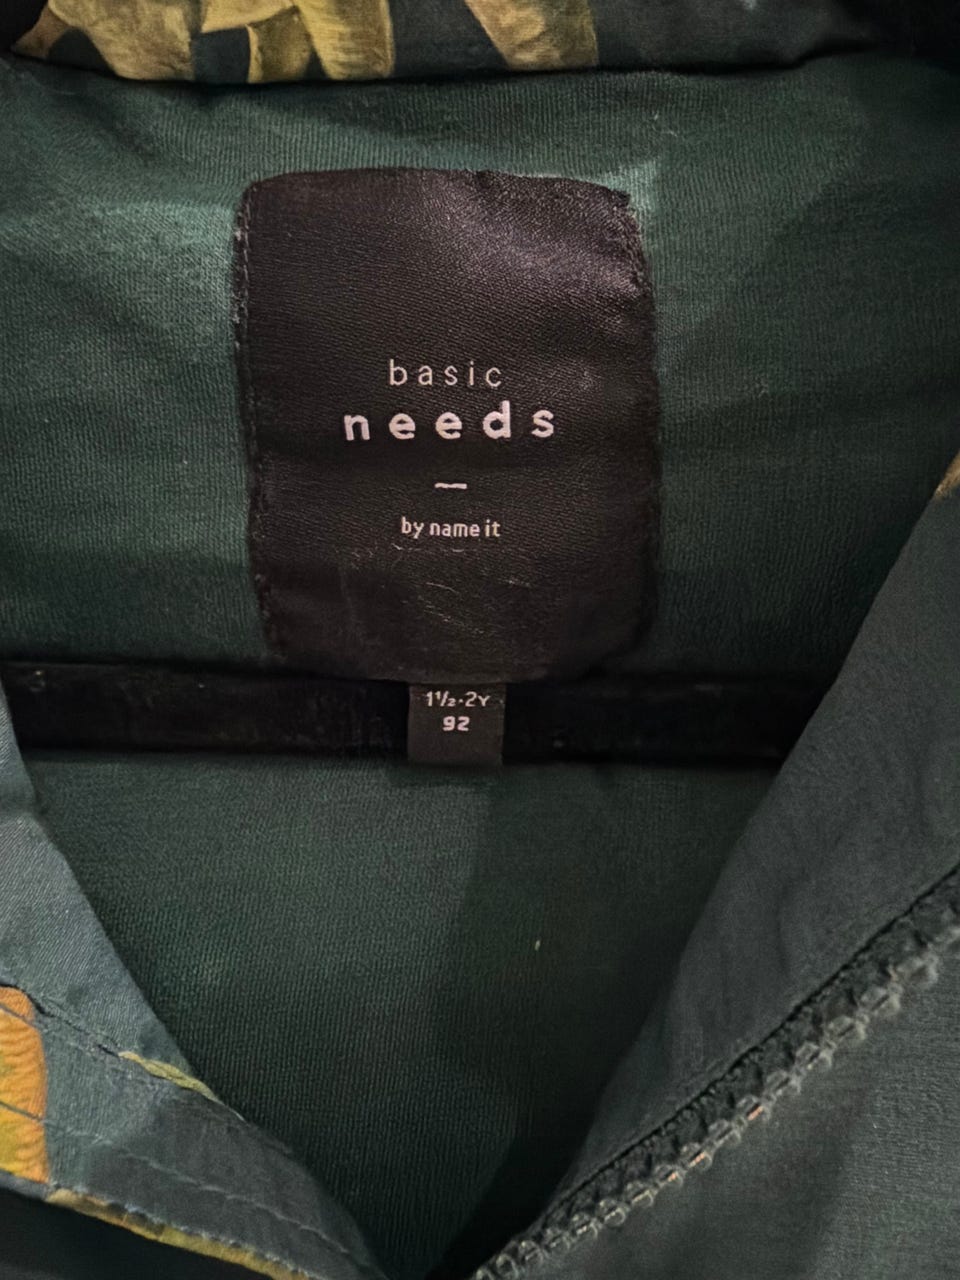 basic
needs
by name it
1½-2Y
92